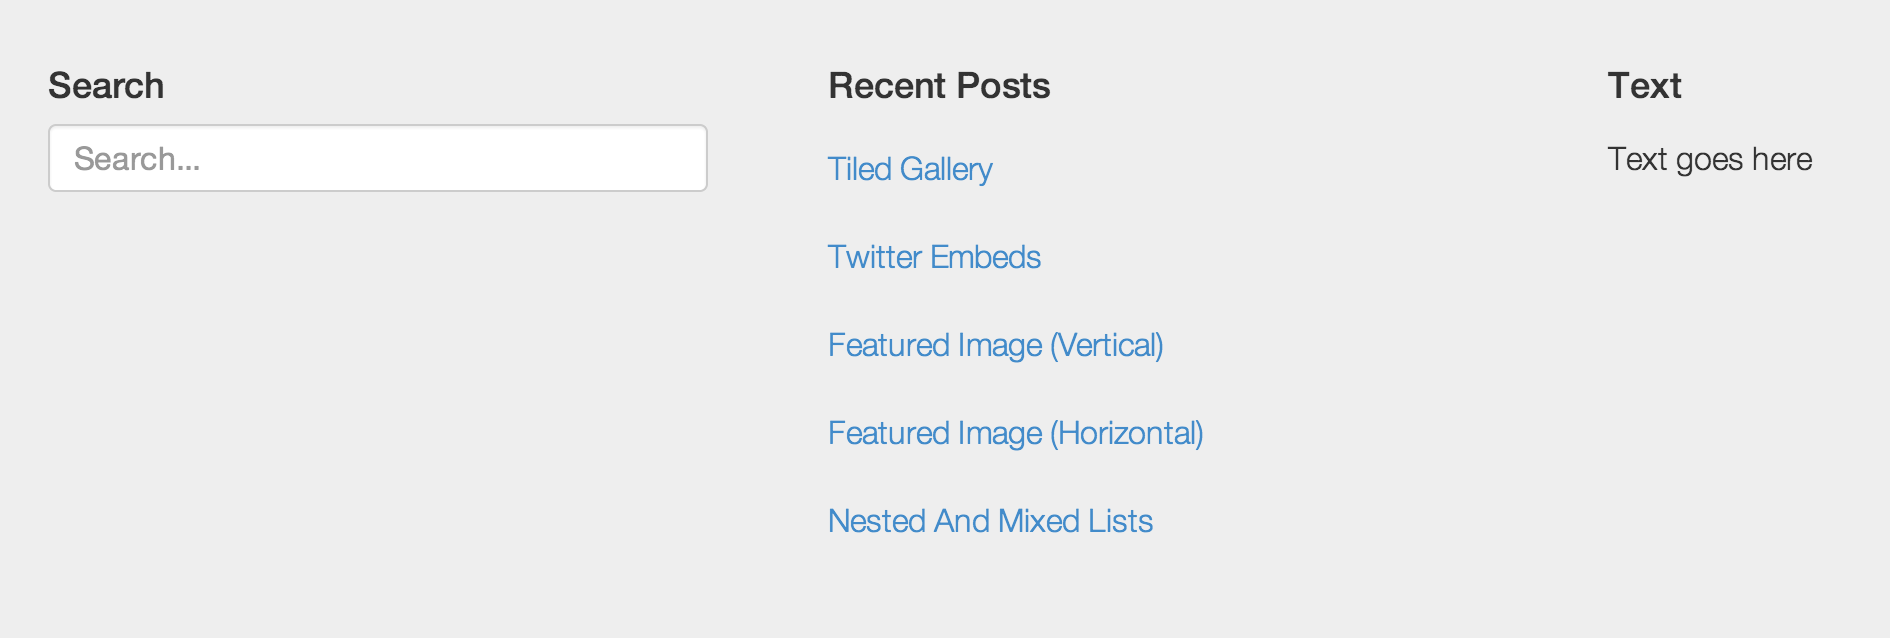 Search
Search...
Recent Posts
Tiled Gallery
Twitter Embeds
Featured Image (Vertical)
Featured Image (Horizontal)
Nested And Mixed Lists
Text
Text goes here